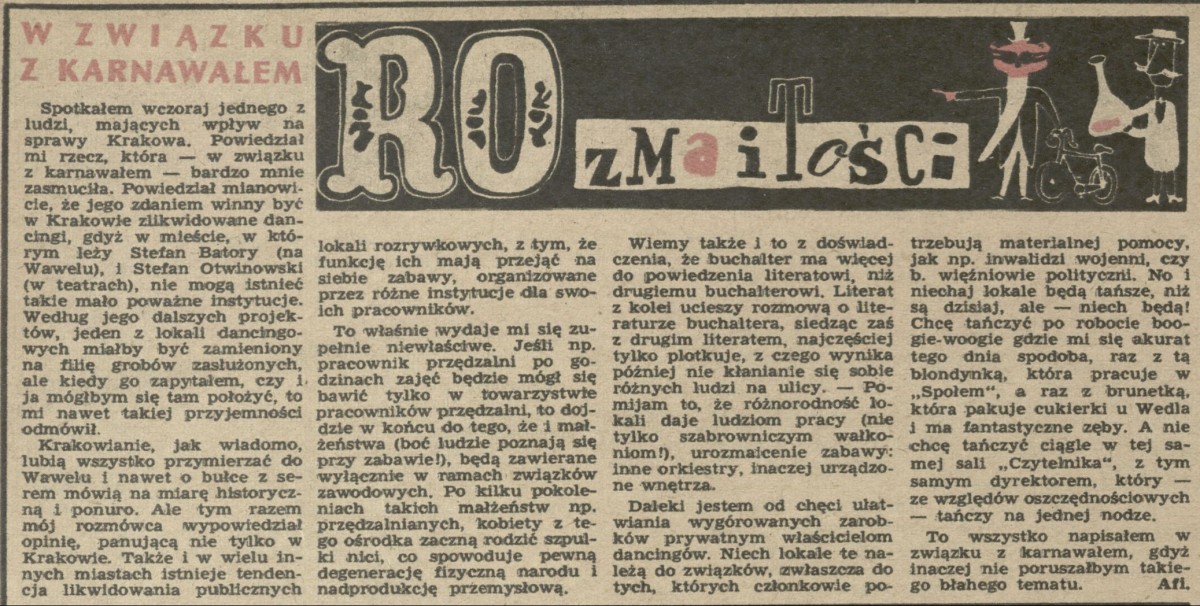 W ZWIĄZKU
Z KARNAWAŁEM
ROzmaiTości
Spotkałem wczoraj jednego z
ludzi, mających wpływ na
sprawy Krakowa. Powiedział
mi rzecz, która — w związku
z karnawałem — bardzo mnie
zasmuciła. Powiedział mianowi-
cie, że jego zdaniem winny być
w Krakowie zlikwidowane dan-
cingi, gdyż w mieście, w któ-
rym leży Stefan Batory (na
Wawelu), i Stefan Otwinowski
(w teatrach), nie mogą istnieć
takie mało poważne instytucje.
Według jego dalszych projek-
tów, jeden z lokali dancingo-
wych miałby być zamieniony
na filię grobów zasłużonych,
ale kiedy go zapytałem, czy i
ja mógłbym się tam położyć, to
mi nawet takiej przyjemności
odmówił.
Krakowianie, jak wiadomo,
lubią wszystko przymierzać do
Wawelu i nawet o bułce z se-
rem mówią na miarę historycz-
ną i ponuro. Ale tym razem
mój rozmówca wypowiedział
opinię, panującą nie tylko w
Krakowie. Także i w wielu in-
nych miastach istnieje tenden-
cja likwidowania publicznych
lokali rozrywkowych, z tym, że
funkcję ich mają przejąć na
siebie zabawy, organizowane
przez różne instytucje dla swo-
ich pracowników.
To właśnie wydaje mi się zu-
pełnie niewłaściwe. Jeśli np.
pracownik przędzalni po go-
dzinach zajęć będzie mógł się
bawić tylko w towarzystwie
pracowników przędzalni, to doj-
dzie w końcu do tego, że i mał-
żeństwa (boć ludzie poznają się
przy zabawie!), będą zawierane
wyłącznie w ramach związków
zawodowych. Po kilku pokole-
niach takich małżeństw np.
przędzalnianych, kobiety z te-
go ośrodka zaczną rodzić szpul-
ki nici, co spowoduje pewną
degenerację fizyczną narodu i
nadprodukcję przemysłową.
Wiemy także i to z doświad-
czenia, że buchalter ma więcej
do powiedzenia literatowi, niż
drugiemu buchalterowi. Literat
z kolei ucieszy rozmową o lite-
raturze buchaltera, siedząc zaś
z drugim literatem, najczęściej
tylko plotkuje, z czego wynika
później nie kłanianie się sobie
różnych ludzi na ulicy. — Po-
mijam to, że różnorodność lo-
kali daje ludziom pracy (nie
tylko szabrowniczym wałko-
niom!), urozmaicenie zabawy:
inne orkiestry, inaczej urządzo-
ne wnętrza.
Daleki jestem od chęci ułat-
wiania wygórowanych zarob-
ków prywatnym właścicielom
dancingów. Niech lokale te na-
leżą do związków, zwłaszcza do
tych, których członkowie po-
trzebują materialnej pomocy,
jak np. inwalidzi wojenni, czy
b. więźniowie polityczni. No i
niechaj lokale będą tańsze, niż
są dzisiaj, ale — niech będą!
Chcę tańczyć po robocie boo-
gie-woogie gdzie mi się akurat
tego dnia spodoba, raz z tą
blondynką, która pracuje w
„Społem“, a raz z brunetką,
która pakuje cukierki u Wedla
i ma fantastyczne zęby. A nie
chcę tańczyć ciągle w tej sa-
mej sali „Czytelnika“, z tym
samym dyrektorem, który —
ze względów oszczędnościowych
— tańczy na jednej nodze.
To wszystko napisałem w
związku z karnawałem, gdyż
inaczej nie poruszałbym takie-
go błahego tematu. Afi.